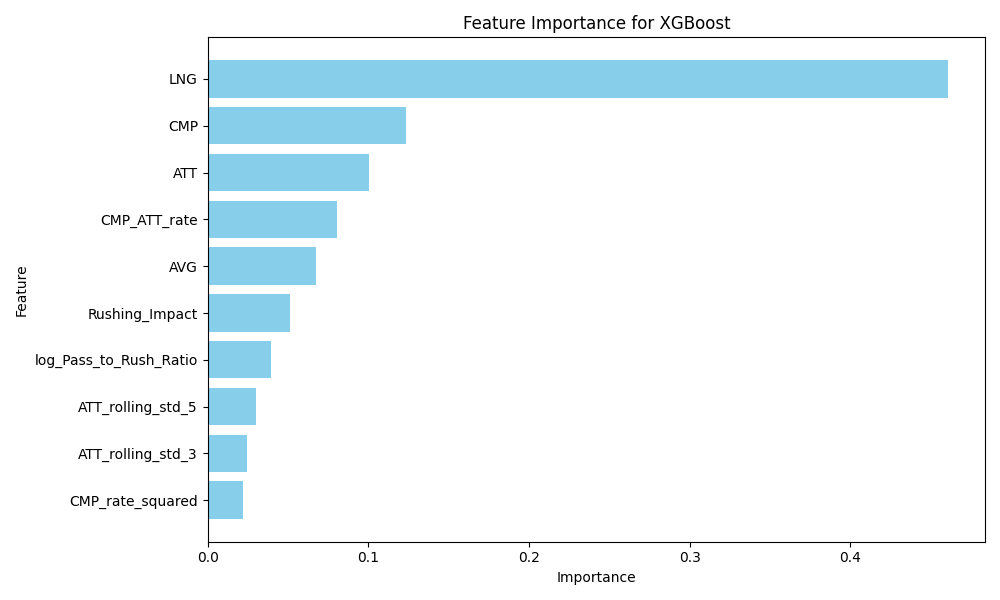 Feature Importance for XGBoost
LNG
CMP
ATT
CMP_ATT_rate
AVG
Rushing_Impact
log_Pass_to_Rush_Ratio
ATT_rolling_std_5
ATT_rolling_std_3
CMP_rate_squared
Feature
0.0 0.1 0.2 0.3 0.4
Importance